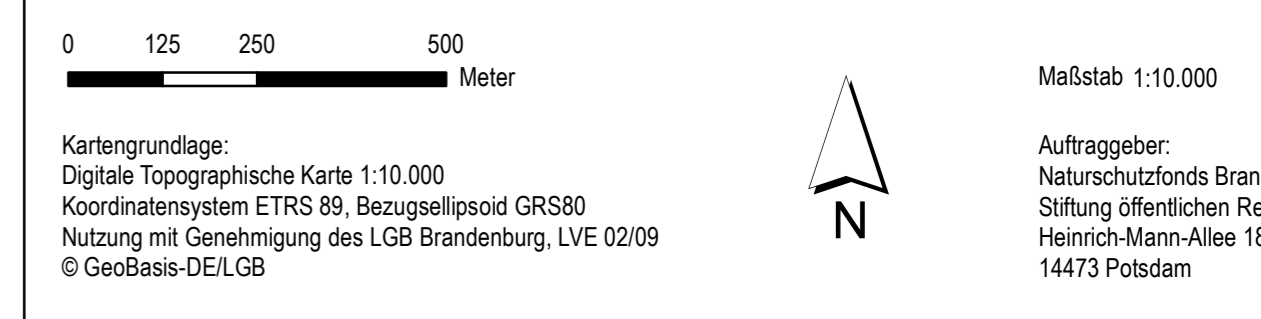 0 125 250 500
Meter
Kartengrundlage:
Digitale Topographische Karte 1:10.000
Koordinatensystem ETRS 89, Bezugsellipsoid GRS80
Nutzung mit Genehmigung des LGB Brandenburg, LVE 02/09
© GeoBasis-DE/LGB
N
Maßstab 1:10.000
Auftraggeber:
Naturschutzfonds Bran
Stiftung öffentlichen Re
Heinrich-Mann-Allee 18
14473 Potsdam